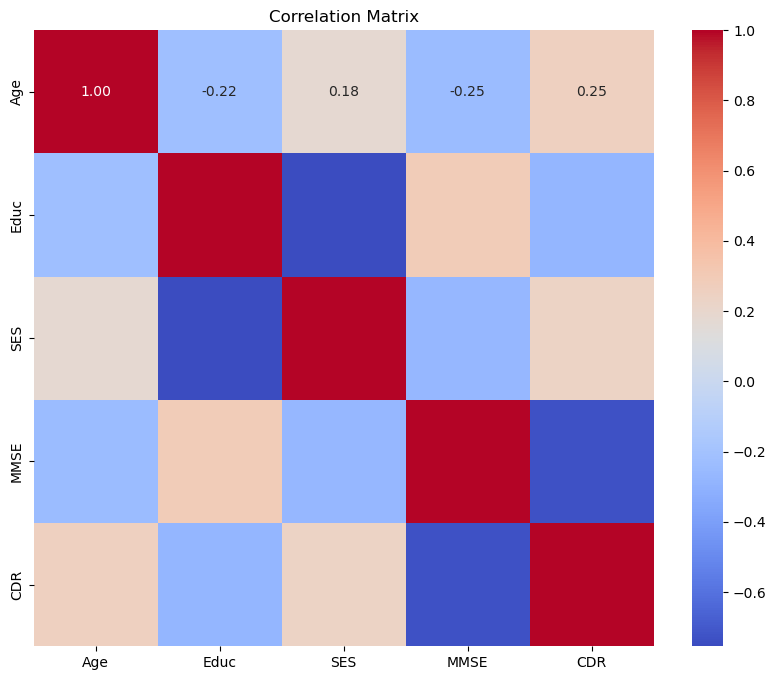 Correlation Matrix
Age 1.00 -0.22 0.18 -0.25 0.25
Educ
SES
MMSE
CDR
Age Educ SES MMSE CDR
1.0
0.8
0.6
0.4
0.2
0.0
−0.2
−0.4
−0.6